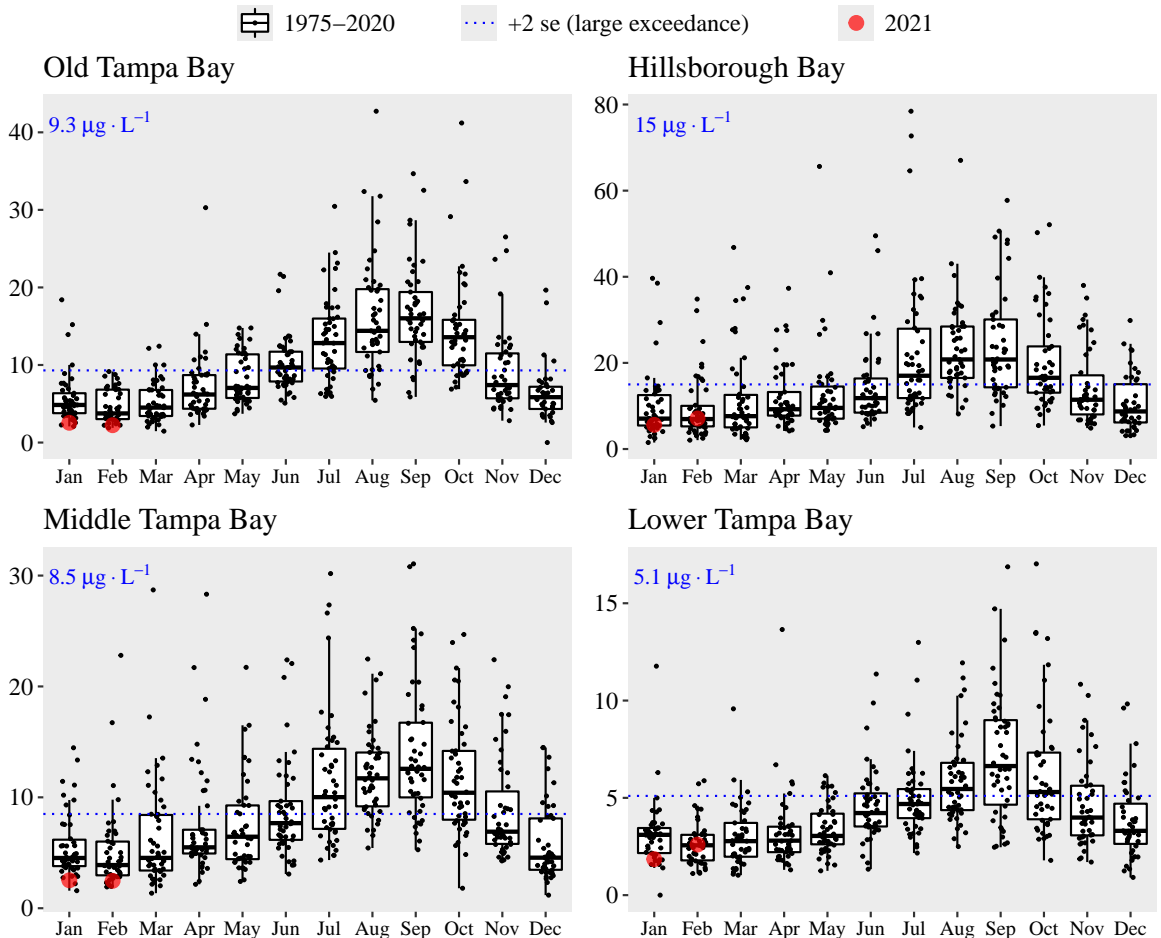 1975–2020 +2 se (large exceedance) 2021
Old Tampa Bay
9.3 μg · L⁻¹
40
30
20
10
0
Jan Feb Mar Apr May Jun Jul Aug Sep Oct Nov Dec
Hillsborough Bay
15 μg · L⁻¹
80
60
40
20
0
Jan Feb Mar Apr May Jun Jul Aug Sep Oct Nov Dec
Middle Tampa Bay
8.5 μg · L⁻¹
30
20
10
0
Jan Feb Mar Apr May Jun Jul Aug Sep Oct Nov Dec
Lower Tampa Bay
5.1 μg · L⁻¹
15
10
5
0
Jan Feb Mar Apr May Jun Jul Aug Sep Oct Nov Dec